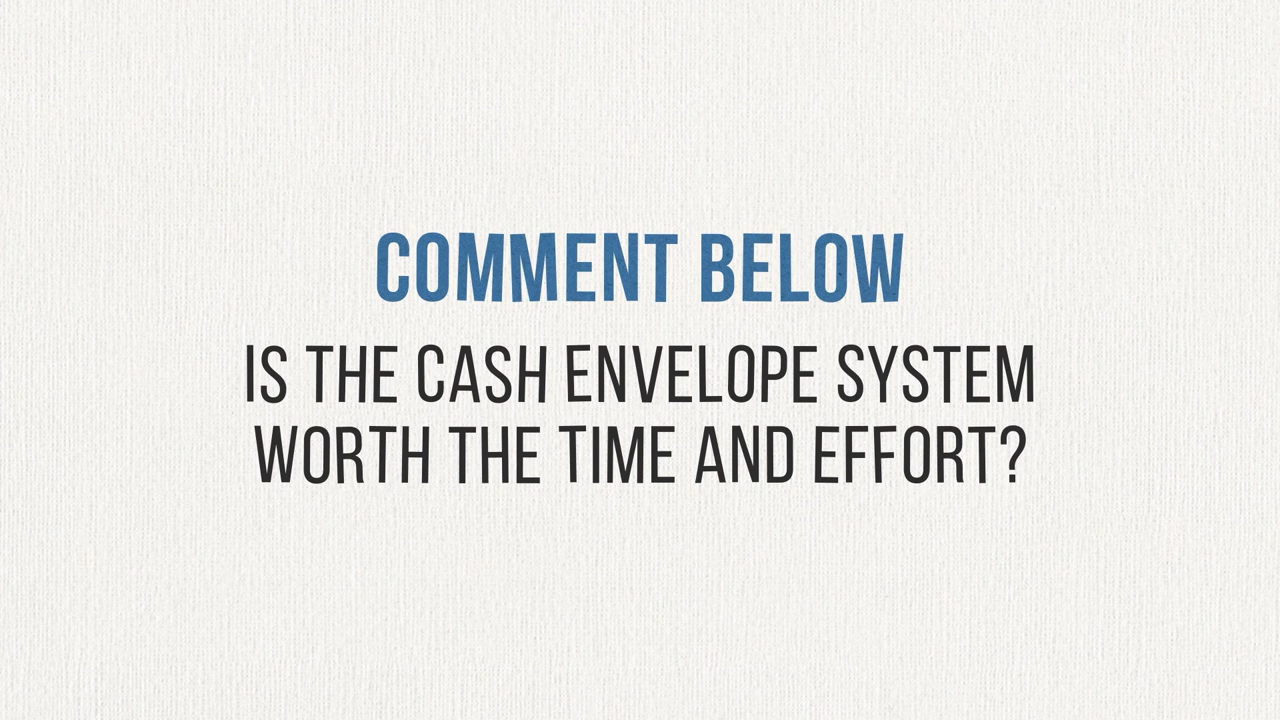 COMMENT BELOW
IS THE CASH ENVELOPE SYSTEM
WORTH THE TIME AND EFFORT?